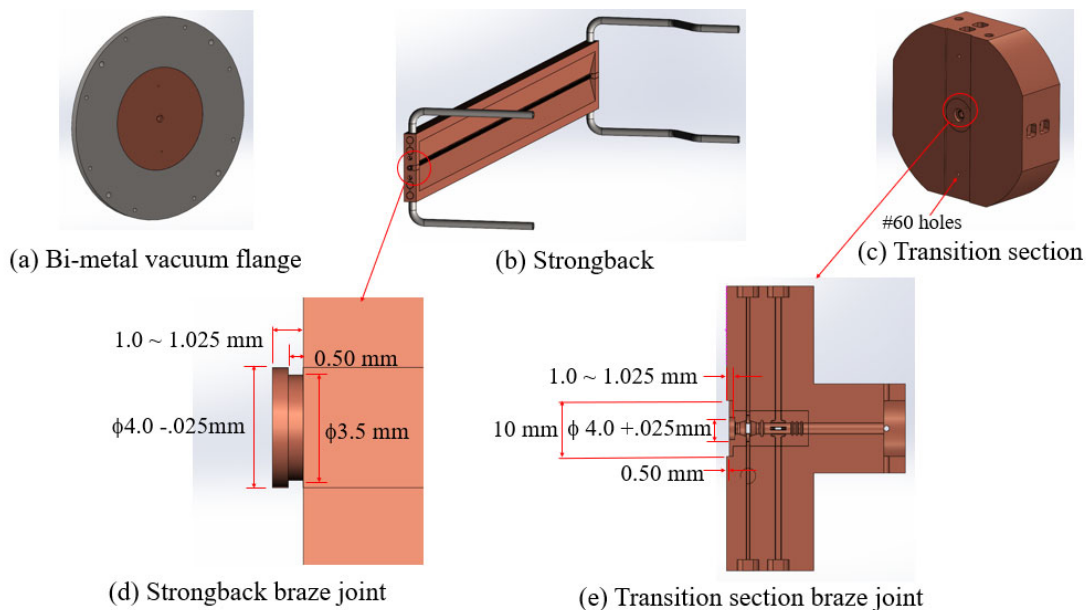 #60 holes
(a) Bi-metal vacuum flange
(b) Strongback
(c) Transition section
1.0 ~ 1.025 mm
0.50 mm
ϕ4.0 -.025mm
ϕ3.5 mm
(d) Strongback braze joint
1.0 ~ 1.025 mm
10 mm
ϕ 4.0 +.025mm
0.50 mm
(e) Transition section braze joint